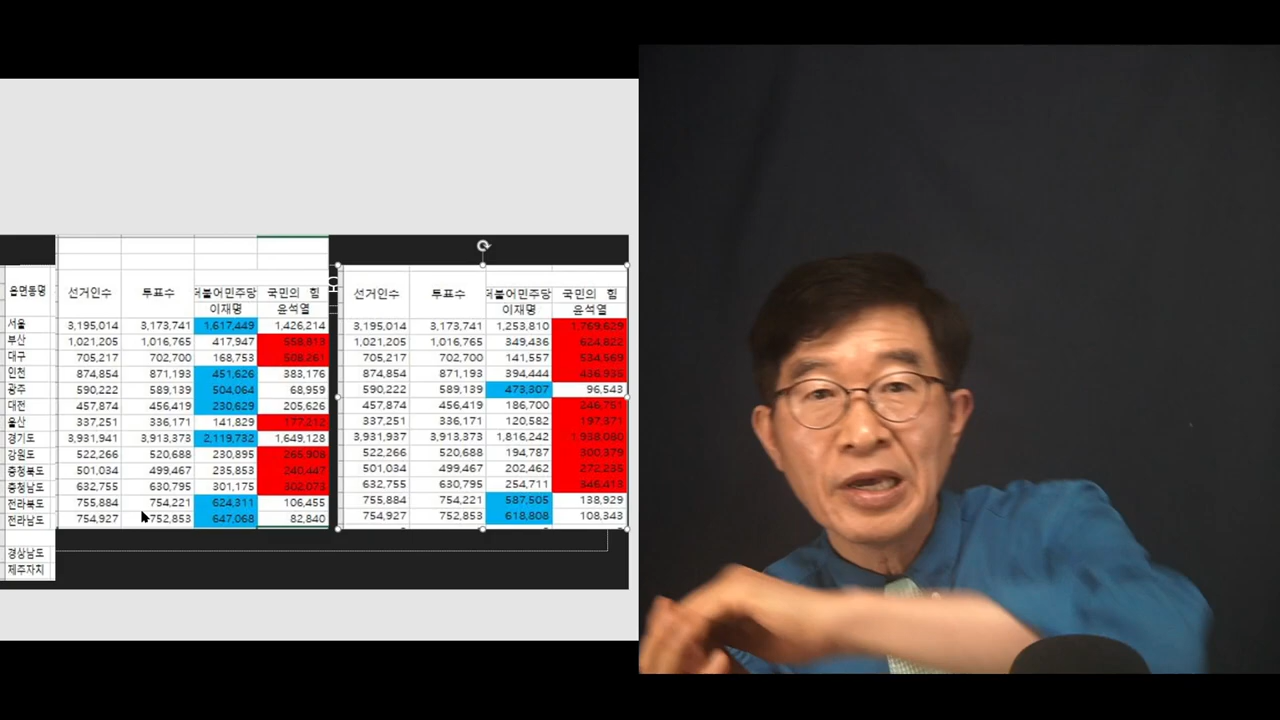 읍면동명 선거인수 투표수 더불어민주당 국민의 힘 선거인수 투표수 더불어민주당 국민의 힘
이재명 윤석열 이재명 윤석열
서울 3,195,014 3,173,741 1,617,449 1,426,214 3,195,014 3,173,741 1,253,810 1,769,629
부산 1,021,205 1,016,765 417,947 558,813 1,021,205 1,016,765 349,436 624,822
대구 705,217 702,700 168,753 508,261 705,217 702,700 141,557 534,569
인천 874,854 871,193 451,626 383,176 874,854 871,193 394,444 436,935
광주 590,222 589,139 504,064 68,959 590,222 589,139 473,807 96,543
대전 457,874 456,419 230,629 205,626 457,874 456,419 186,700 246,751
울산 337,251 336,171 141,829 177,212 337,251 336,171 120,582 197,371
경기도 3,931,941 3,913,373 2,119,732 1,649,128 3,931,937 3,913,373 1,816,242 1,938,080
강원도 522,266 520,688 230,895 265,908 522,266 520,688 194,787 300,379
충청북도 501,034 499,467 235,853 240,447 501,034 499,467 202,462 272,235
충청남도 632,755 630,795 301,175 302,073 632,755 630,795 254,711 346,413
전라북도 755,884 754,221 624,311 106,455 755,884 754,221 587,505 138,929
전라남도 754,927 752,853 647,068 82,840 754,927 752,853 618,808 108,343
경상남도
제주자치